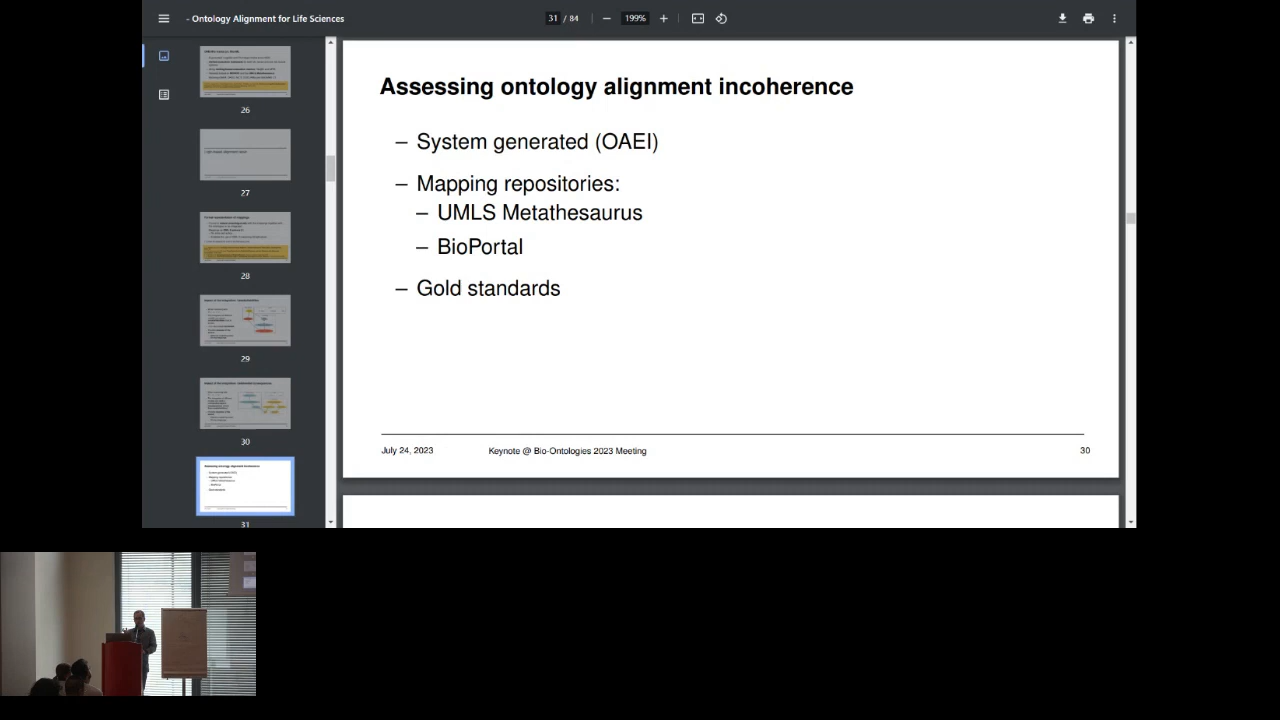 - Ontology Alignment for Life Sciences
31 / 84
199%
26
27
28
29
30
31
Assessing ontology alignment incoherence
– System generated (OAEI)
– Mapping repositories:
– UMLS Metathesaurus
– BioPortal
– Gold standards
July 24, 2023
Keynote @ Bio-Ontologies 2023 Meeting
30